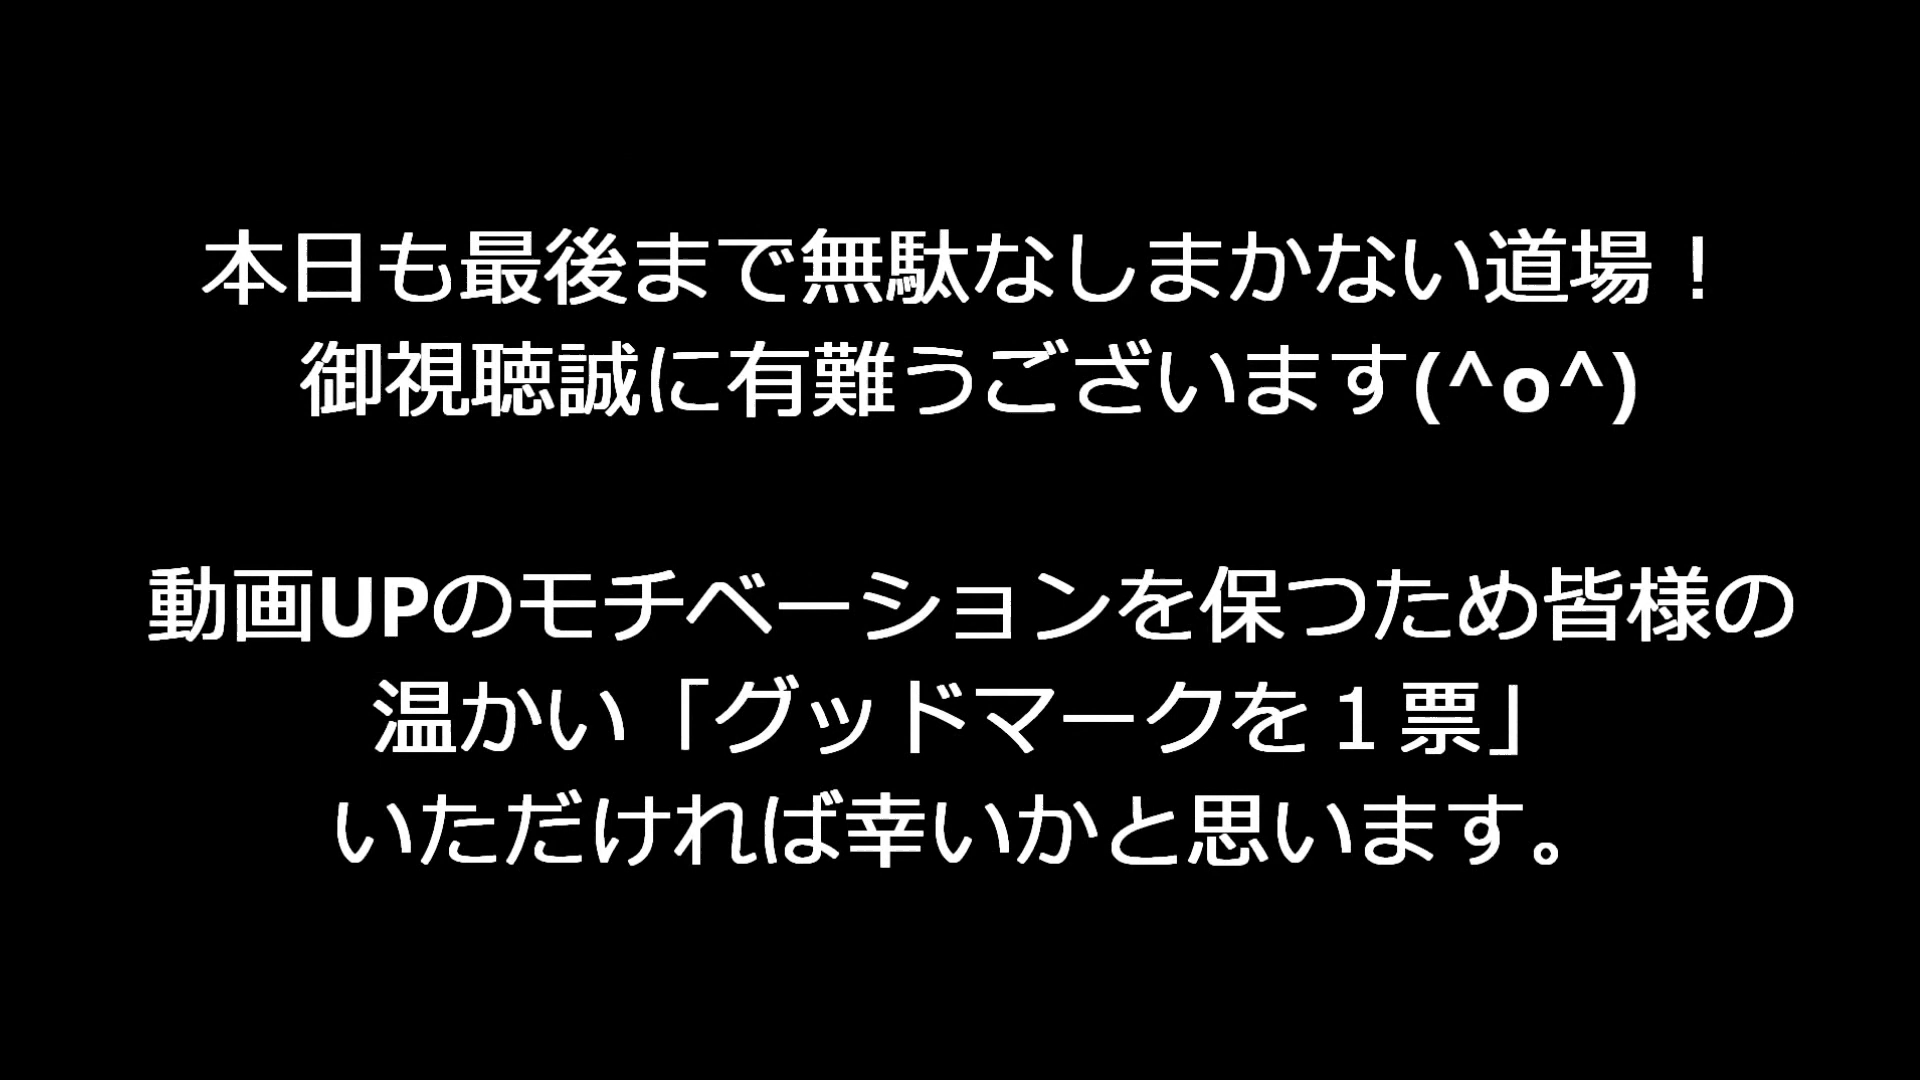 本日も最後まで無駄なしまかない道場！
御視聴誠に有難うございます(^o^)
動画UPのモチベーションを保つため皆様の
温かい「グッドマークを１票」
いただければ幸いかと思います。